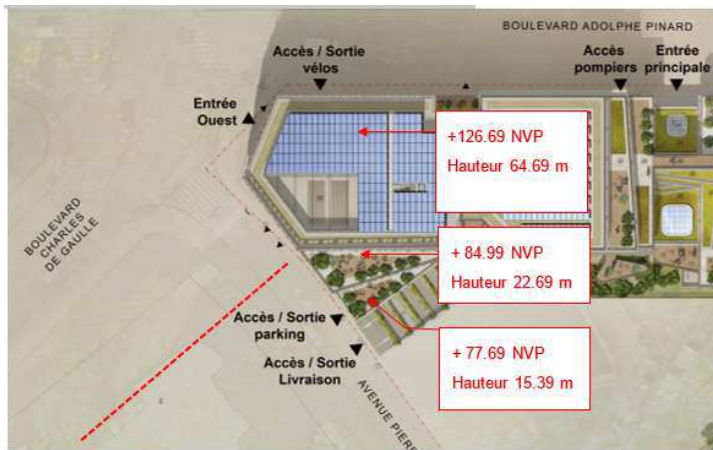 BOULEVARD ADOLPHE PINARD
Accès / Sortie
vélos
Accès
pompiers
Entrée
principale
Entrée
Ouest
+126.69 NVP
Hauteur 64.69 m
BOULEVARD
CHARLES
DE GAULLE
+ 84.99 NVP
Hauteur 22.69 m
Accès / Sortie
parking
Accès / Sortie
Livraison
+ 77.69 NVP
Hauteur 15.39 m
AVENUE PIERRE